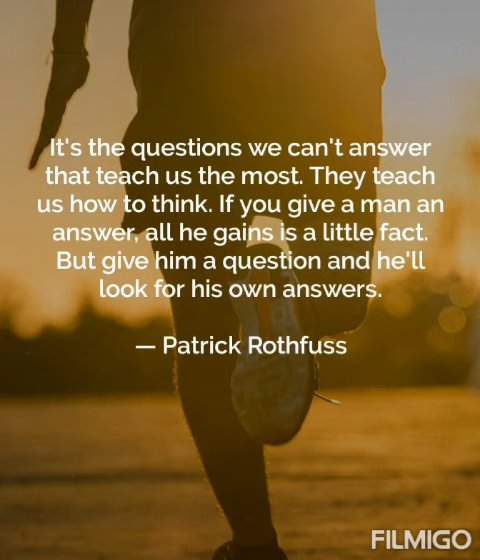 It's the questions we can't answer
that teach us the most. They teach
us how to think. If you give a man an
answer, all he gains is a little fact.
But give him a question and he'll
look for his own answers.
— Patrick Rothfuss
FILMIGO